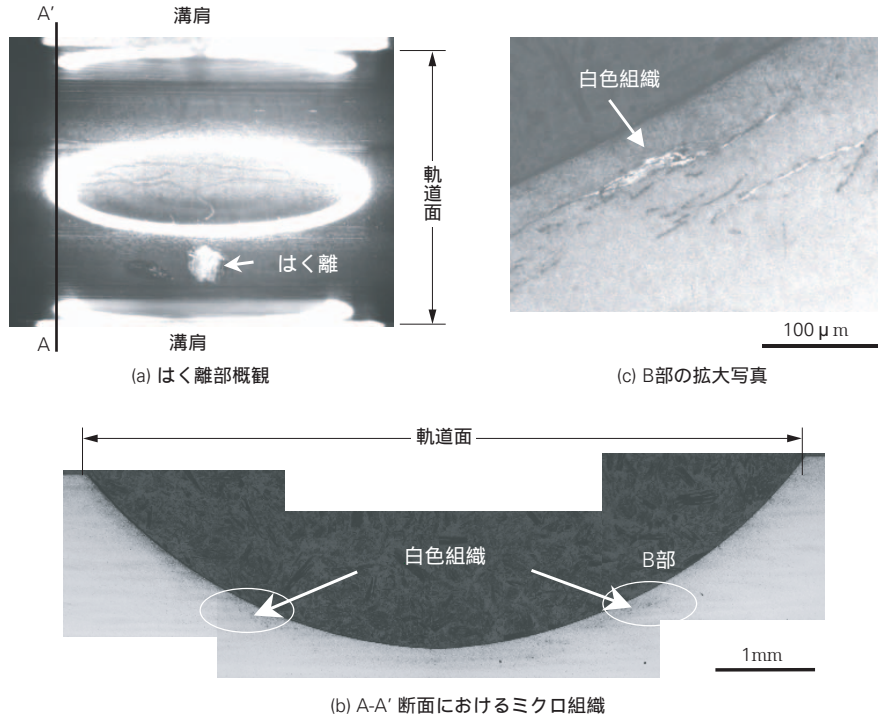 A'
溝肩
軌道面
はく離
A
溝肩
(a) はく離部概観
白色組織
100 μ m
(c) B部の拡大写真
軌道面
白色組織
B部
1mm
(b) A-A' 断面におけるミクロ組織